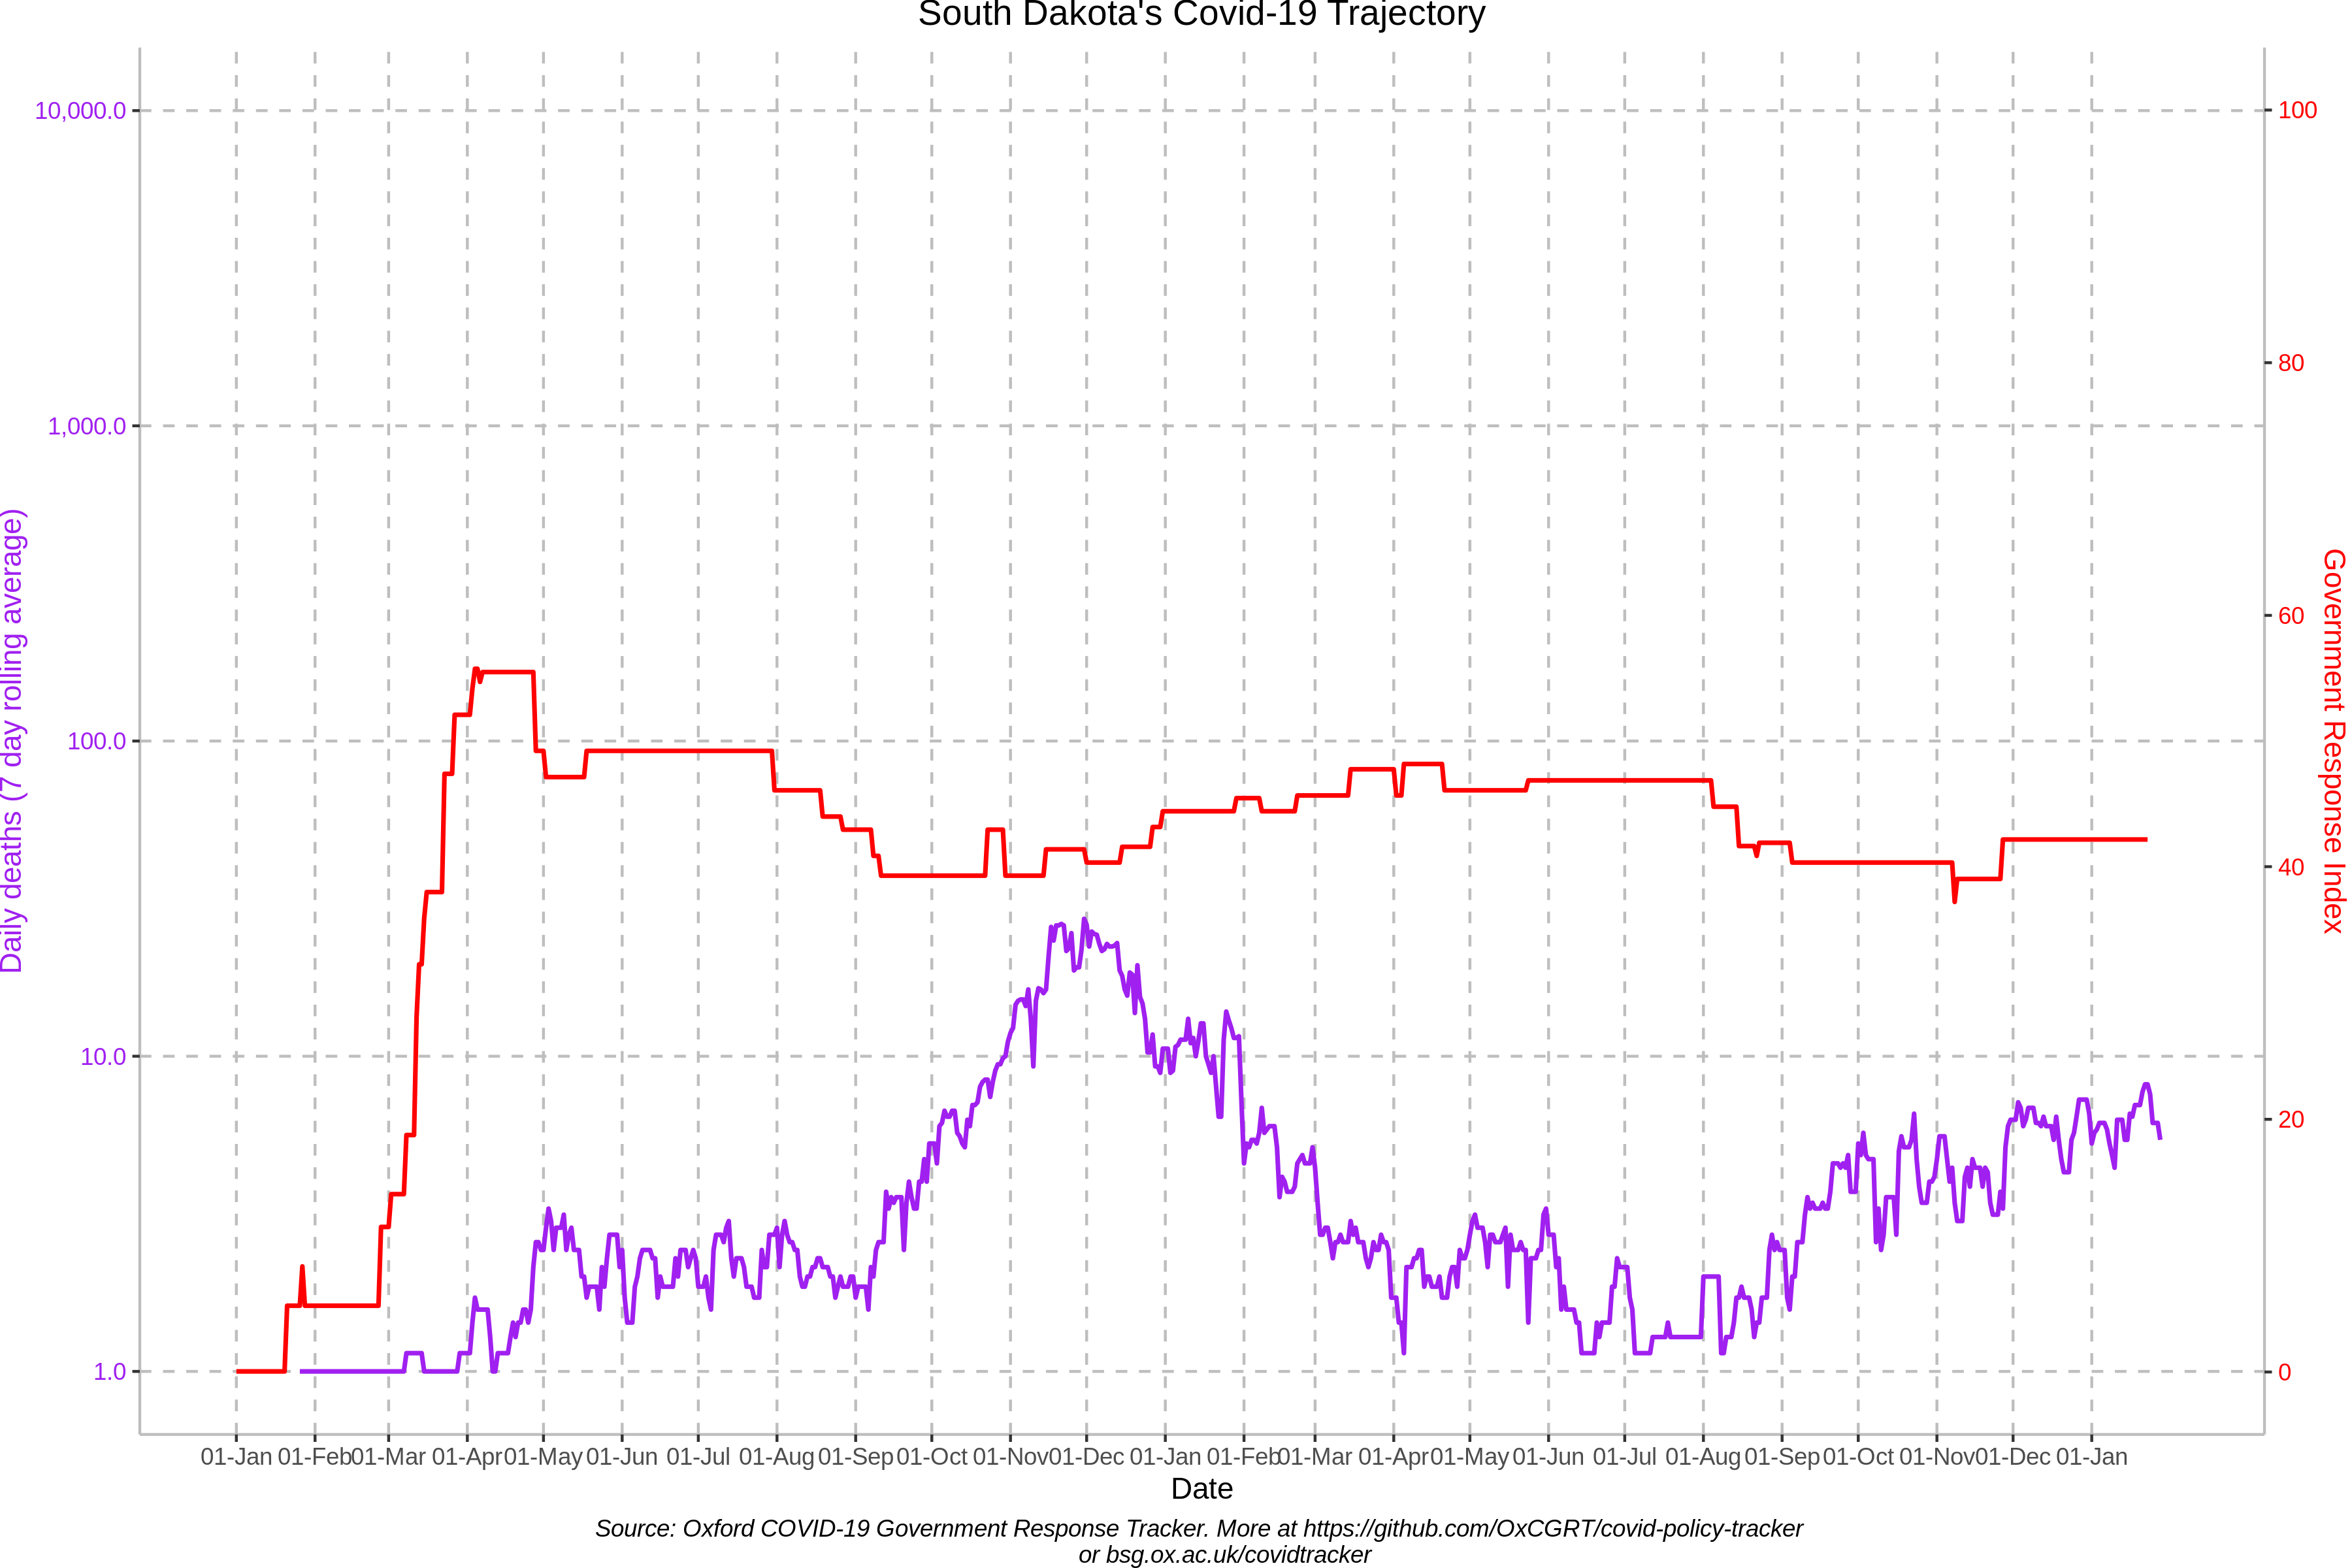 South Dakota's Covid-19 Trajectory
10,000.0
1,000.0
100.0
10.0
1.0
Daily deaths (7 day rolling average)
100
80
60
40
20
0
Government Response Index
01-Jan 01-Feb 01-Mar 01-Apr 01-May 01-Jun 01-Jul 01-Aug 01-Sep 01-Oct 01-Nov 01-Dec 01-Jan 01-Feb 01-Mar 01-Apr 01-May 01-Jun 01-Jul 01-Aug 01-Sep 01-Oct 01-Nov 01-Dec 01-Jan
Date
Source: Oxford COVID-19 Government Response Tracker. More at https://github.com/OxCGRT/covid-policy-tracker
or bsg.ox.ac.uk/covidtracker